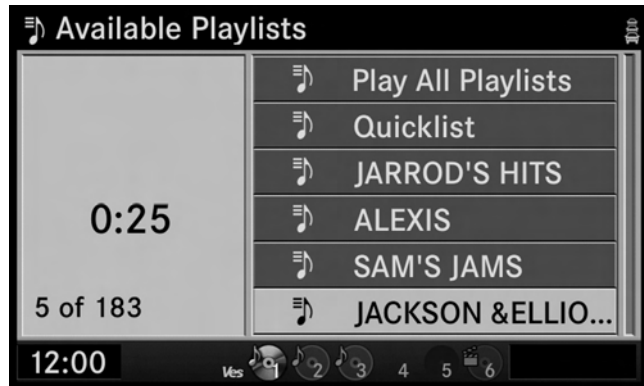 Available Playlists
Play All Playlists
Quicklist
JARROD'S HITS
0:25
ALEXIS
SAM'S JAMS
5 of 183
JACKSON &ELLIO...
12:00
Ves 1 2 3 4 5 6